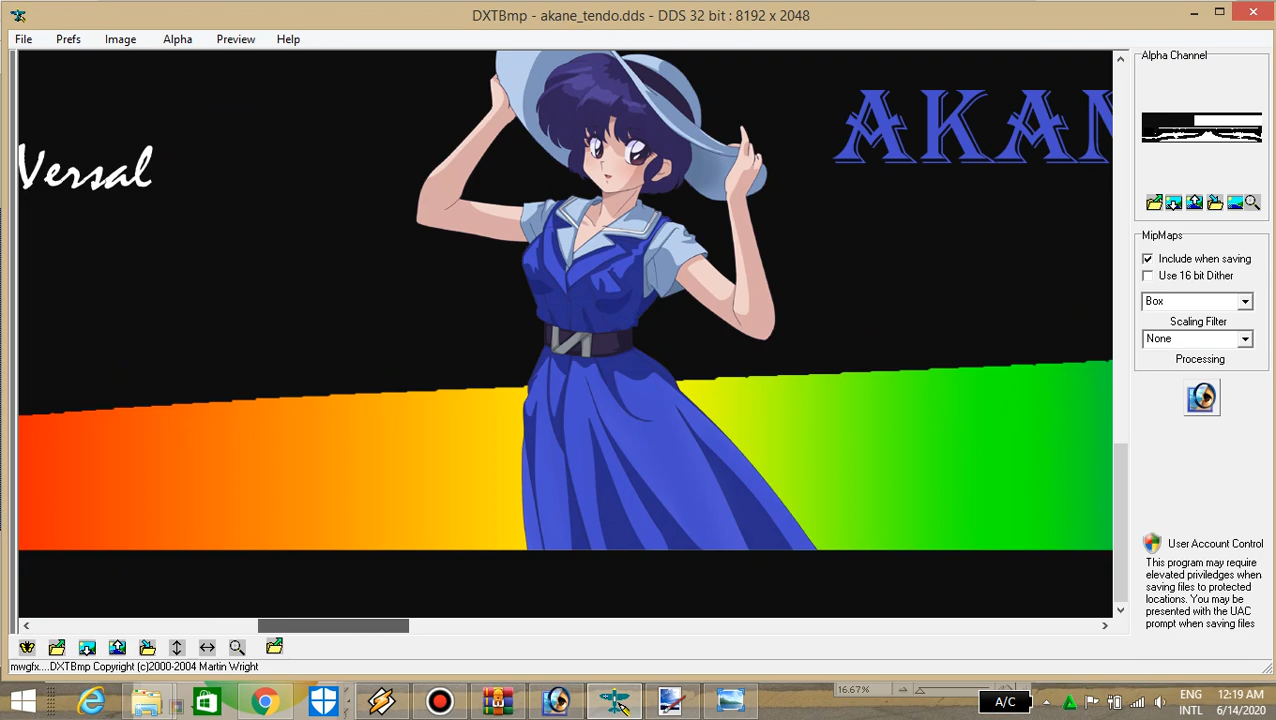 DXTBmp - akane_tendo.dds - DDS 32 bit : 8192 x 2048
File Prefs Image Alpha Preview Help
Alpha Channel
Versal
AKAN
MipMaps
Include when saving
Use 16 bit Dither
Box
Scaling Filter
None
Processing
User Account Control
This program may require
elevated priviledges when
saving files to protected
locations. You may be
presented with the UAC
prompt when saving files
mwgfx....DXTBmp Copyright (c)2000-2004 Martin Wright
16.67%
A/C
ENG
INTL
12:19 AM
6/14/2020